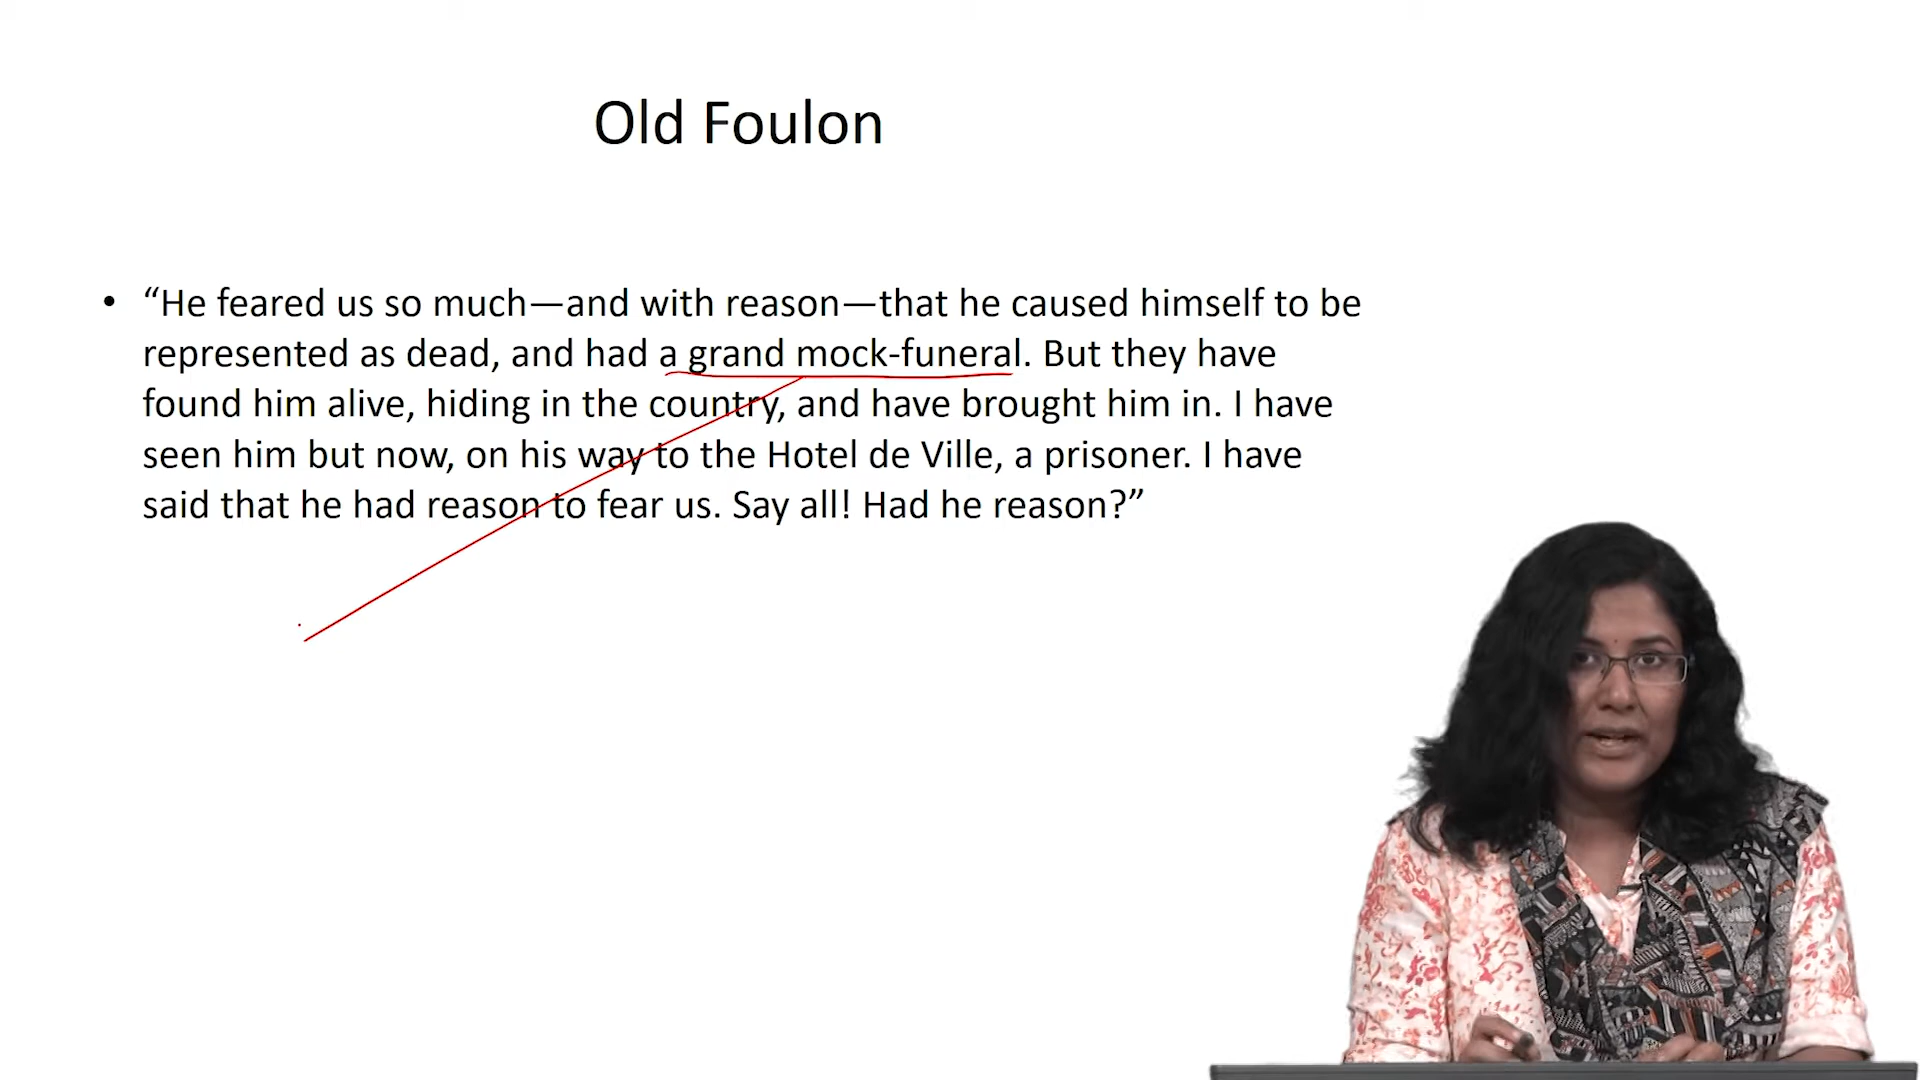 Old Foulon
• “He feared us so much—and with reason—that he caused himself to be
represented as dead, and had a grand mock-funeral. But they have
found him alive, hiding in the country, and have brought him in. I have
seen him but now, on his way to the Hotel de Ville, a prisoner. I have
said that he had reason to fear us. Say all! Had he reason?”